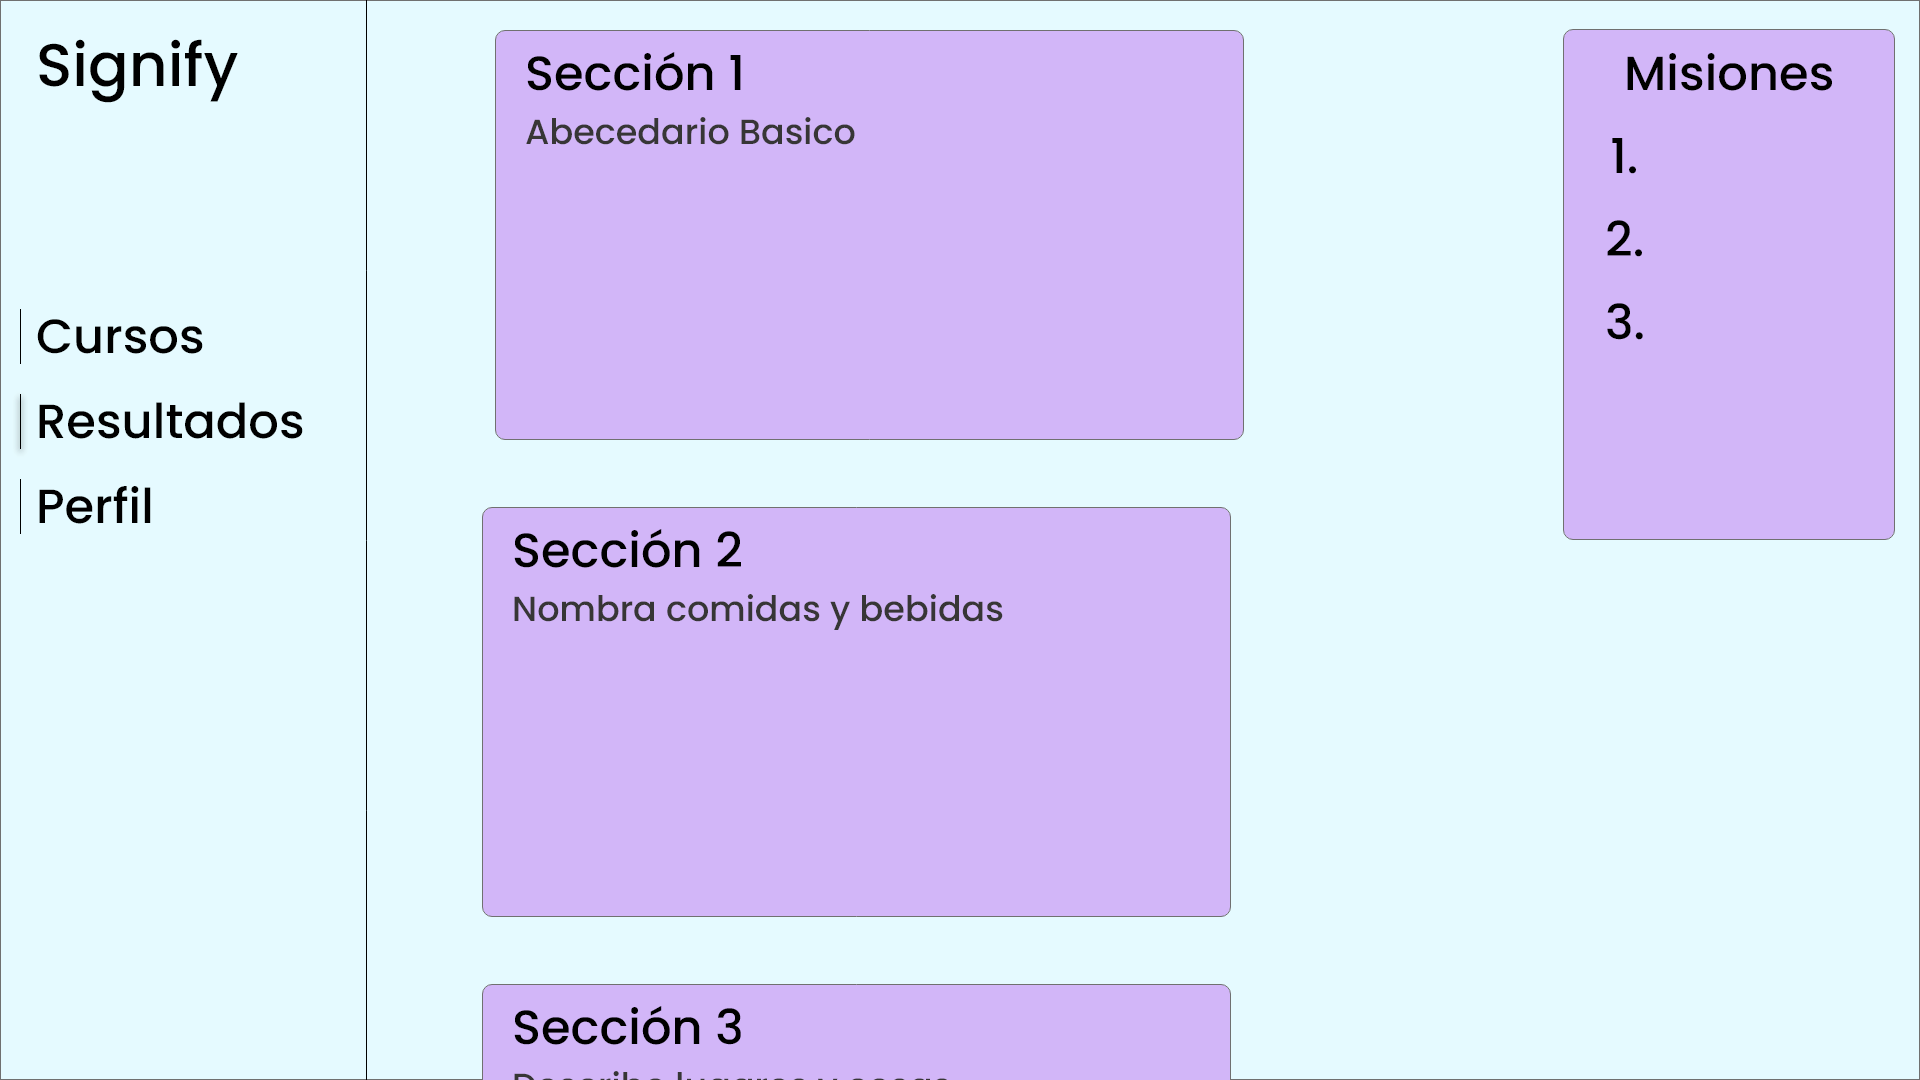 Signify
Cursos
Resultados
Perfil
Sección 1
Abecedario Basico
Sección 2
Nombra comidas y bebidas
Sección 3
Misiones
1.
2.
3.